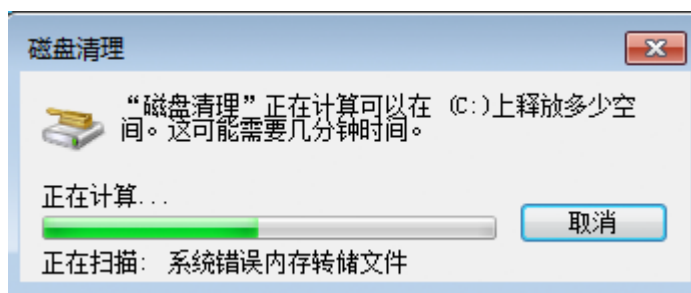 磁盘清理
“磁盘清理”正在计算可以在 (C:)上释放多少空
间。这可能需要几分钟时间。
正在计算...
取消
正在扫描: 系统错误内存转储文件